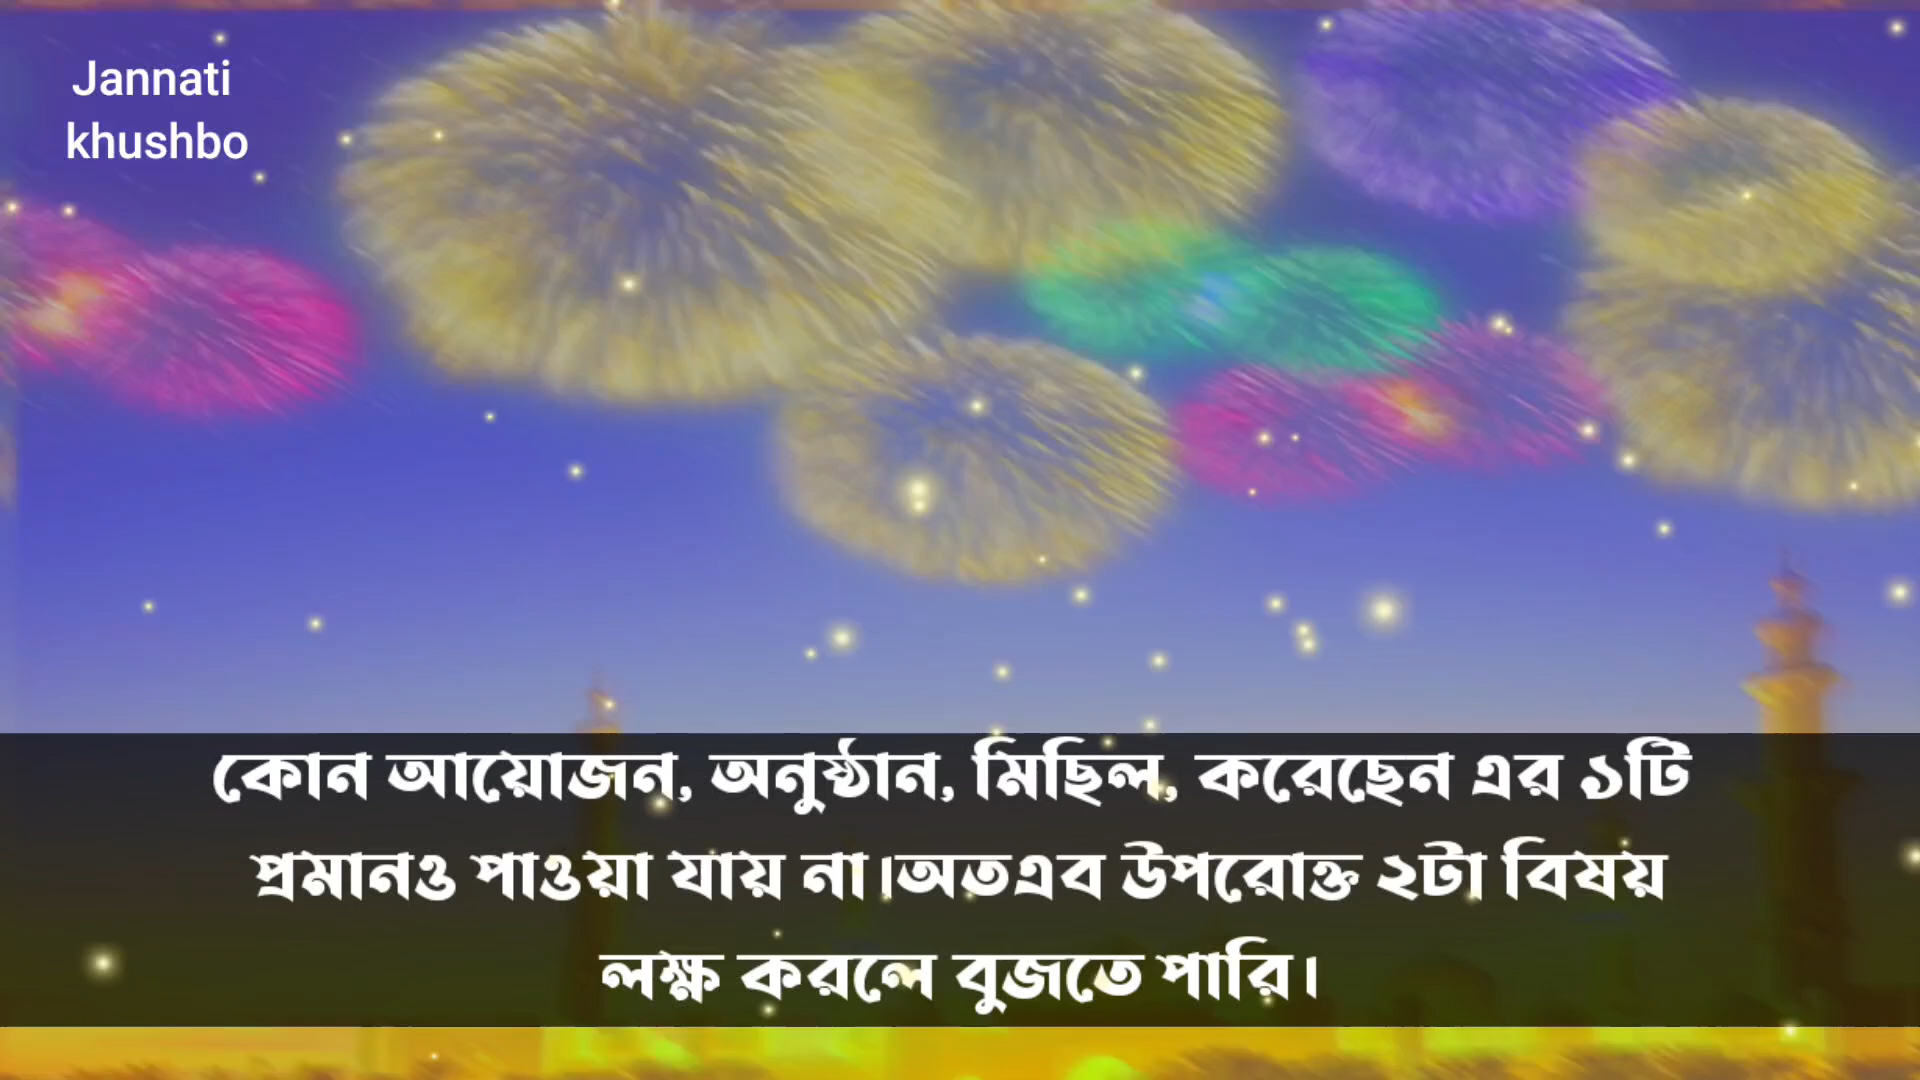 Jannati
khushbo
কোন আয়োজন, অনুষ্ঠান, মিছিল, করেছেন এর ১টি
প্রমানও পাওয়া যায় না।অতএব উপরোক্ত ২টা বিষয়
লক্ষ করলে বুজতে পারি।